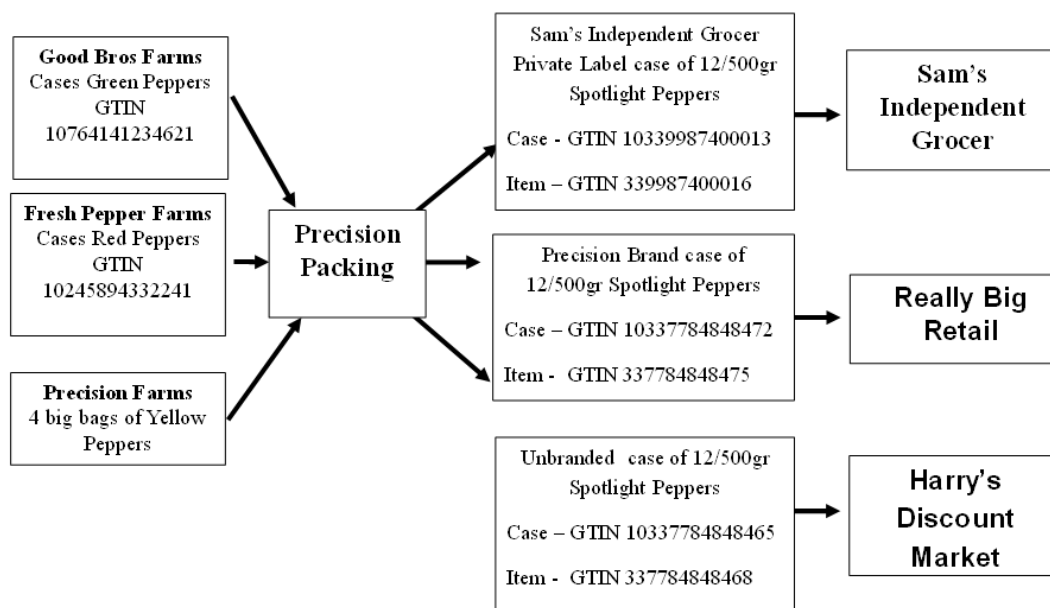 Good Bros Farms
Cases Green Peppers
GTIN
10764141234621
Fresh Pepper Farms
Cases Red Peppers
GTIN
10245894332241
Precision Farms
4 big bags of Yellow
Peppers
Precision
Packing
Sam's Independent Grocer
Private Label case of 12/500gr
Spotlight Peppers
Case - GTIN 10339987400013
Item – GTIN 339987400016
Precision Brand case of
12/500gr Spotlight Peppers
Case – GTIN 10337784848472
Item - GTIN 337784848475
Unbranded case of 12/500gr
Spotlight Peppers
Case – GTIN 10337784848465
Item - GTIN 337784848468
Sam's
Independent
Grocer
Really Big
Retail
Harry's
Discount
Market